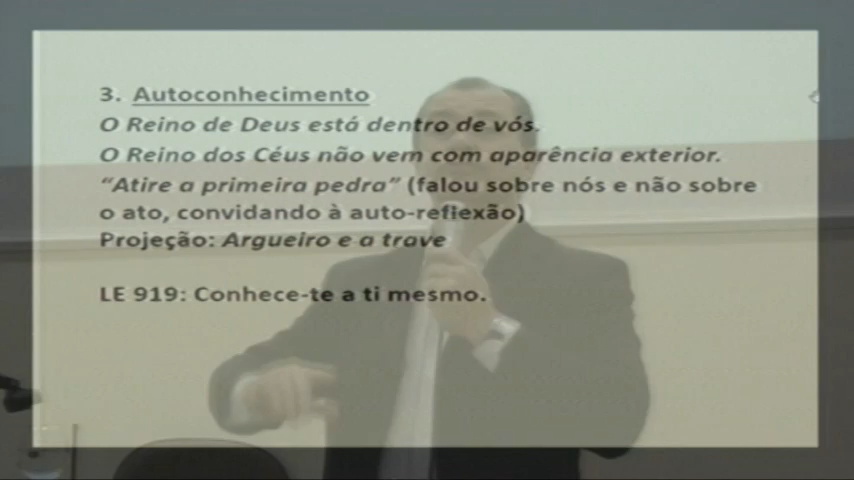 3. Autoconhecimento
O Reino de Deus está dentro de vós.
O Reino dos Céus não vem com aparência exterior.
“Atire a primeira pedra” (falou sobre nós e não sobre
o ato, convidando à auto-reflexão)
Projeção: Argueiro e a trave
LE 919: Conhece-te a ti mesmo.